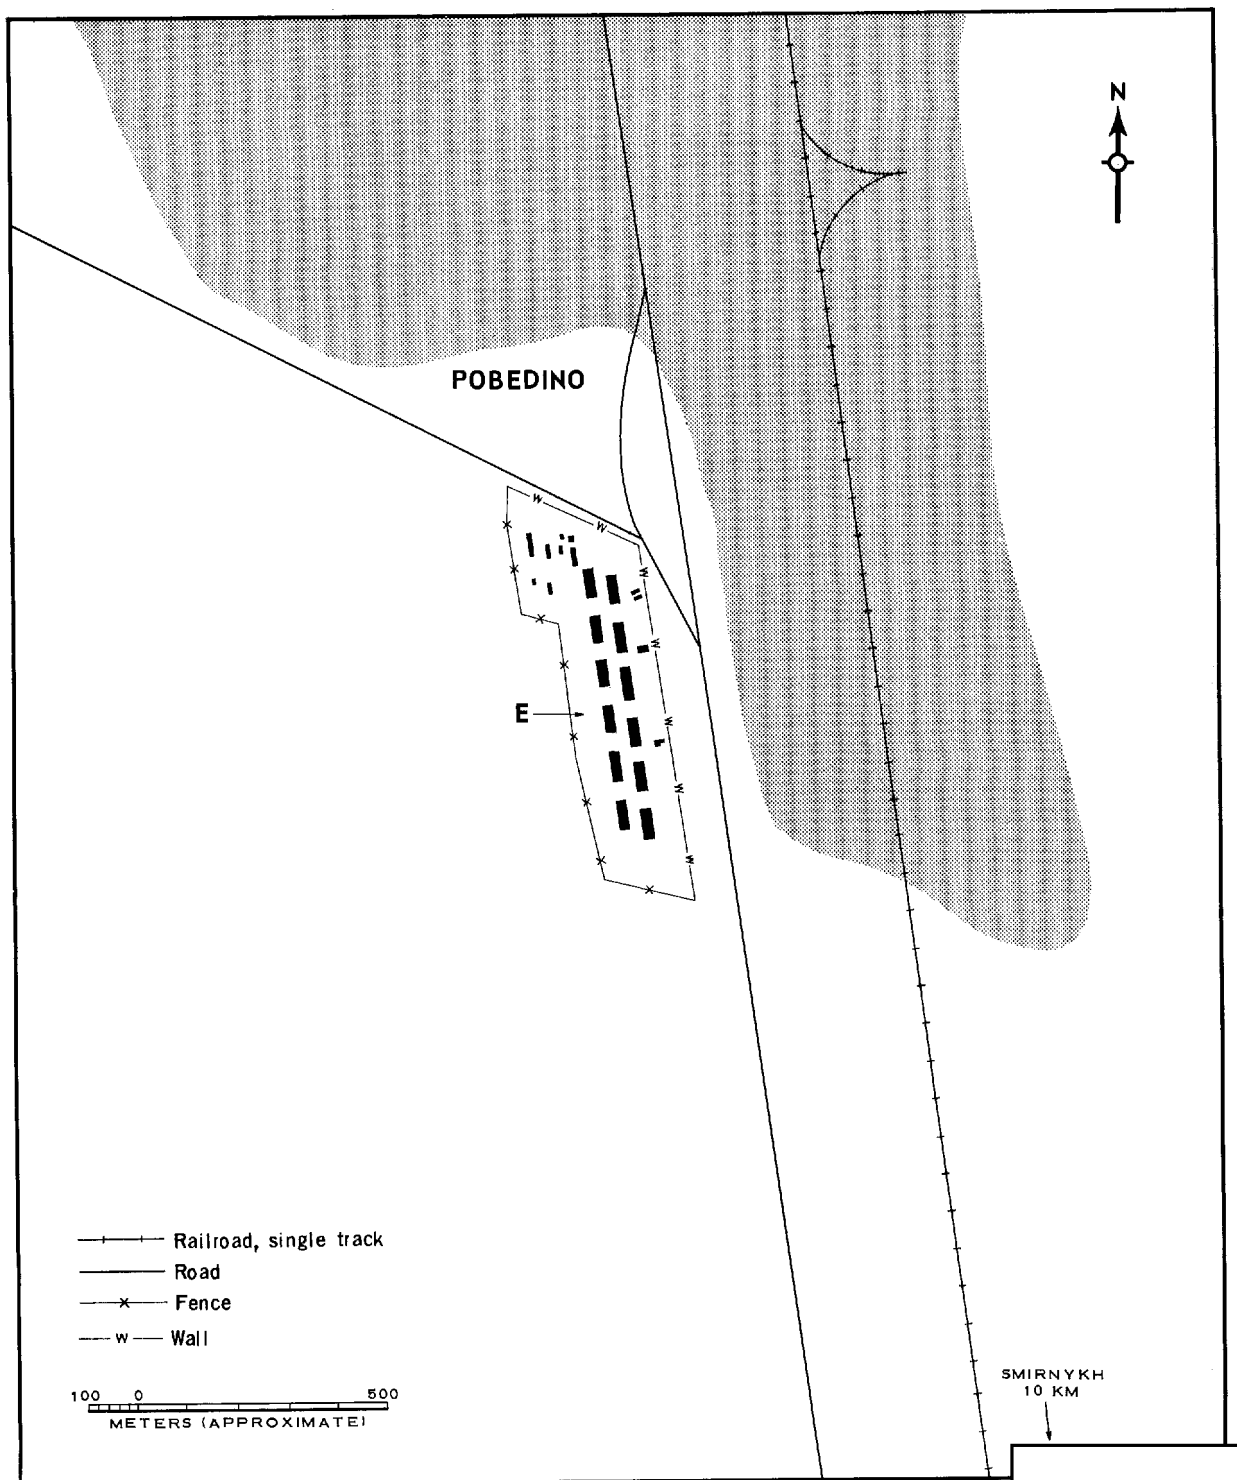 N
POBEDINO
E
Railroad, single track
Road
Fence
Wall
100 0 500
METERS (APPROXIMATE)
SMIRNYKH
10 KM
W
W
W
W
W
W
W
W